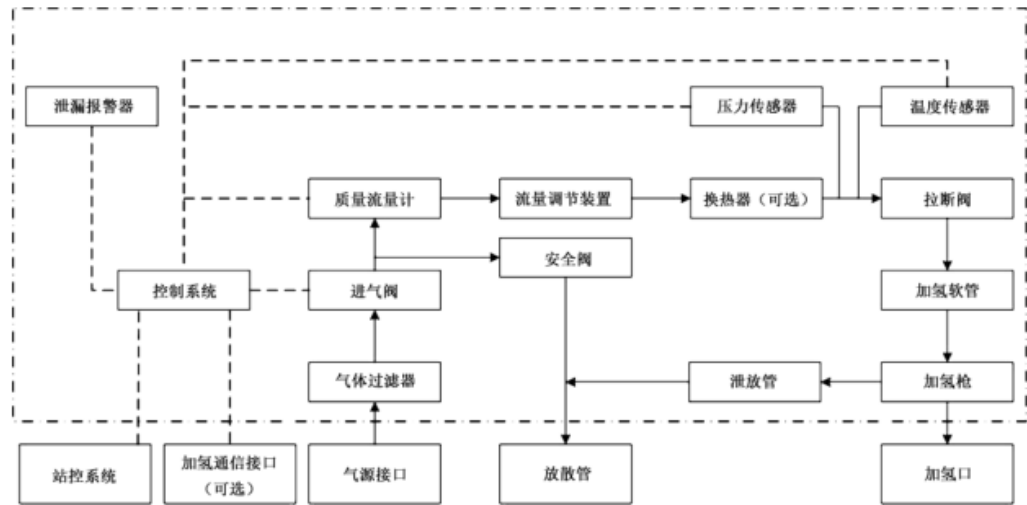 泄漏报警器
压力传感器
温度传感器
质量流量计
流量调节装置
换热器（可选）
拉断阀
安全阀
控制系统
进气阀
加氢软管
气体过滤器
泄放管
加氢枪
站控系统
加氢通信接口
（可选）
气源接口
放散管
加氢口